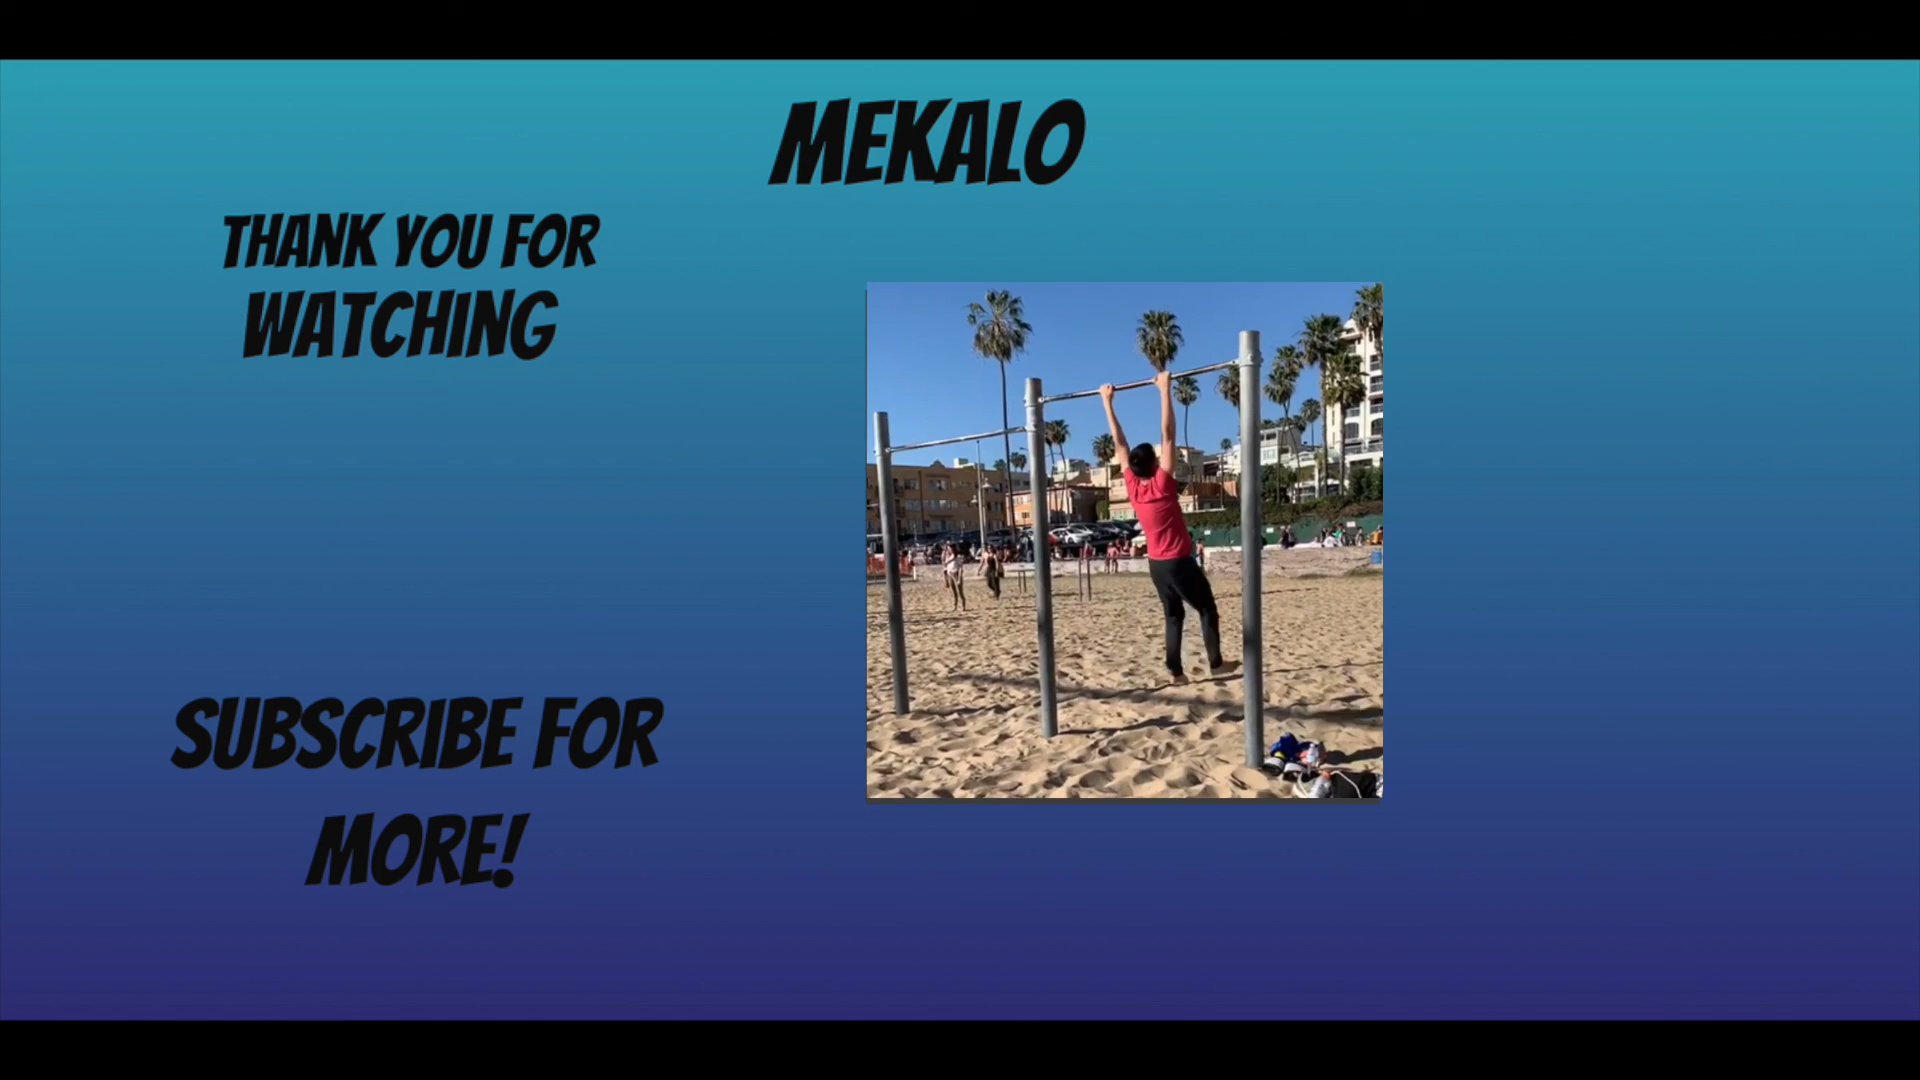 MEKALO
THANK YOU FOR
WATCHING
SUBSCRIBE FOR
MORE!